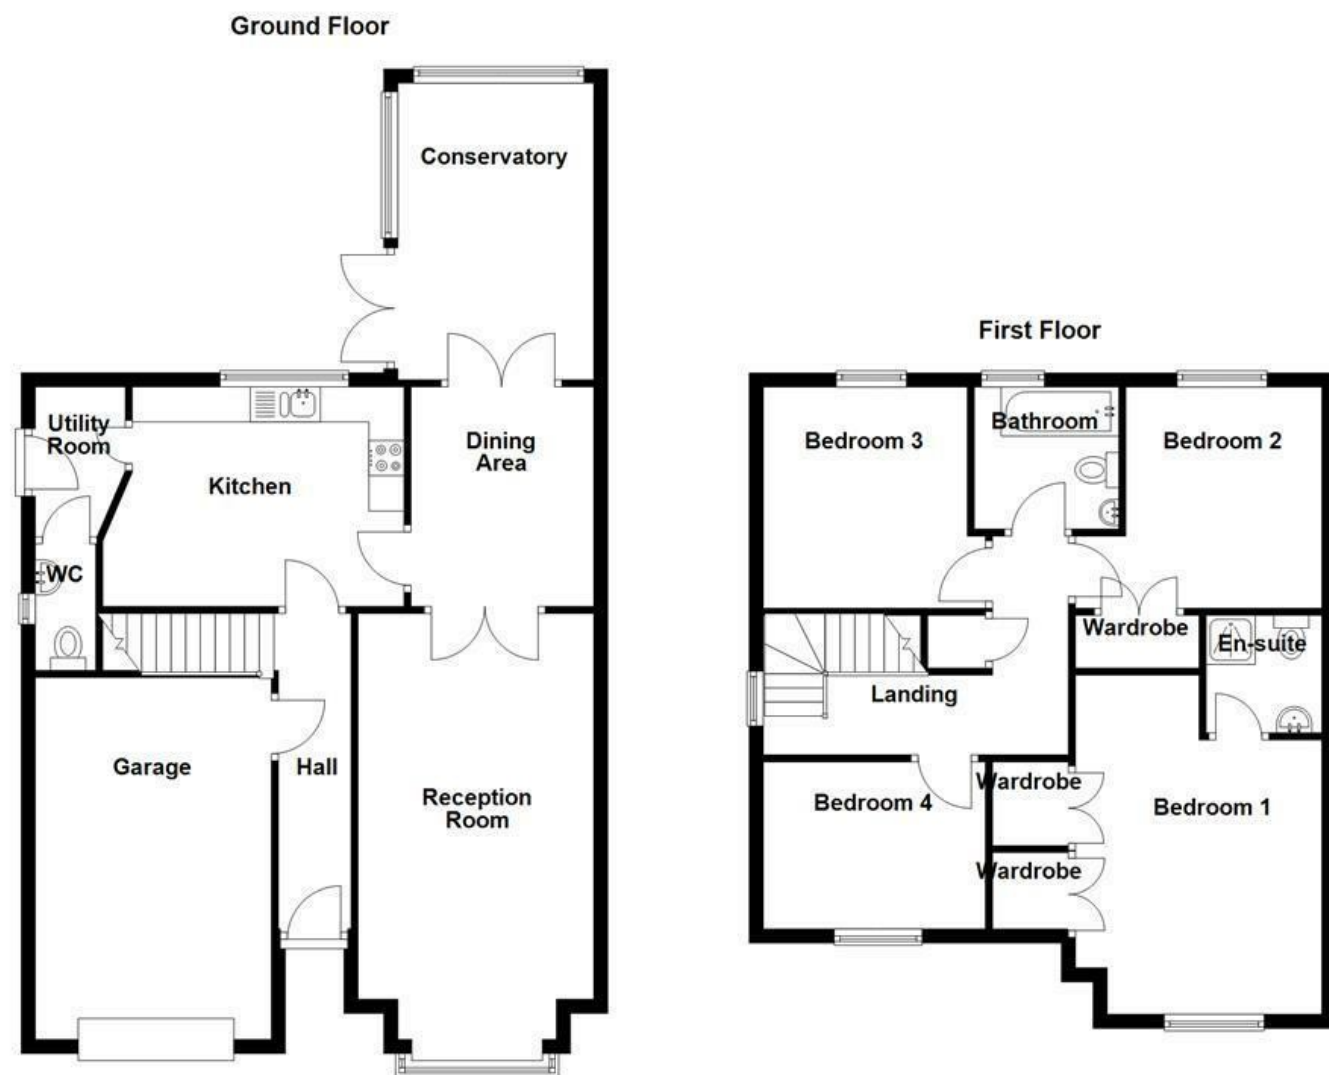 Ground Floor
Conservatory
Utility
Room
Kitchen
Dining
Area
WC
Garage
Hall
Reception
Room
First Floor
Bedroom 3
Bathroom
Bedroom 2
Wardrobe
En-suite
Landing
Bedroom 4
Wardrobe
Bedroom 1
Wardrobe